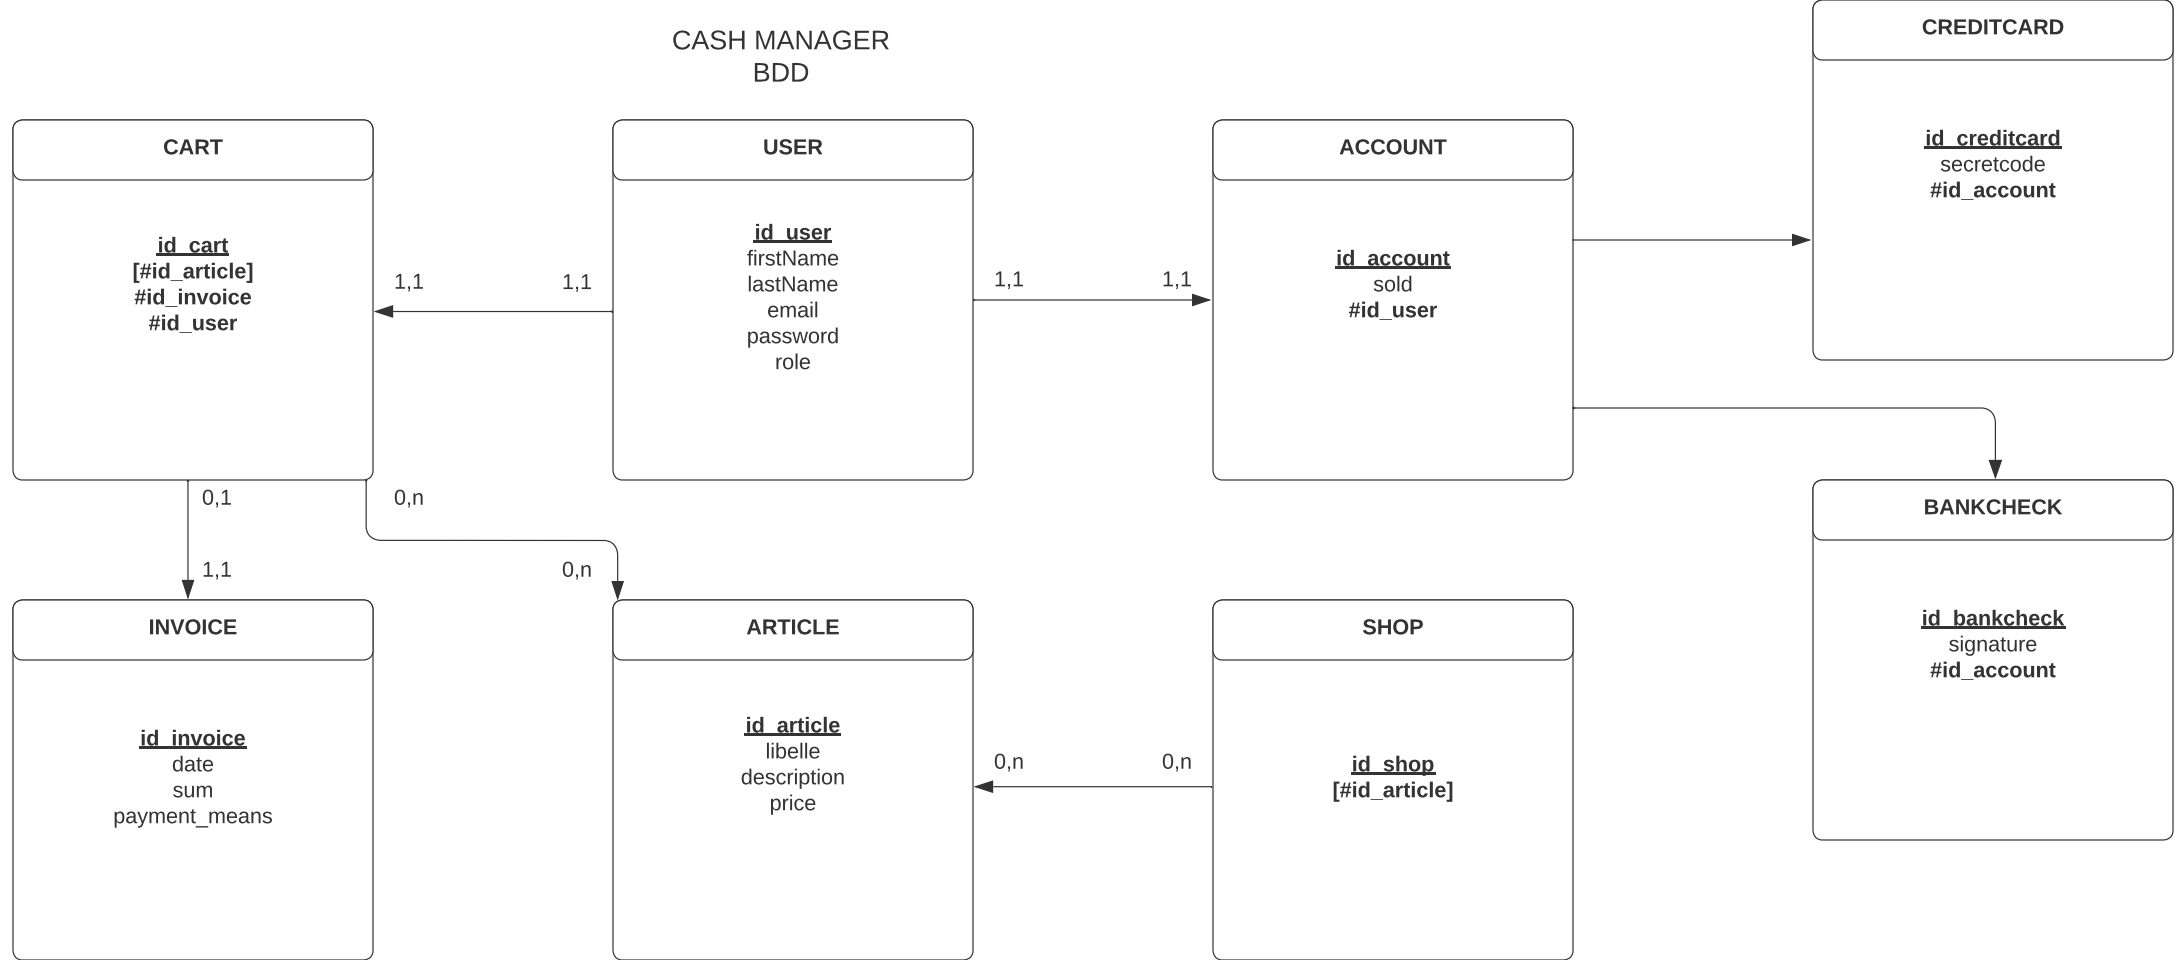 CASH MANAGER
BDD
CREDITCARD
id_creditcard
secretcode
#id_account
CART
id_cart
[#id_article]
#id_invoice
#id_user
1,1
1,1
USER
id_user
firstName
lastName
email
password
role
1,1
1,1
ACCOUNT
id_account
sold
#id_user
0,1
1,1
0,n
0,n
BANKCHECK
id_bankcheck
signature
#id_account
INVOICE
id_invoice
date
sum
payment_means
ARTICLE
id_article
libelle
description
price
0,n
0,n
SHOP
id_shop
[#id_article]